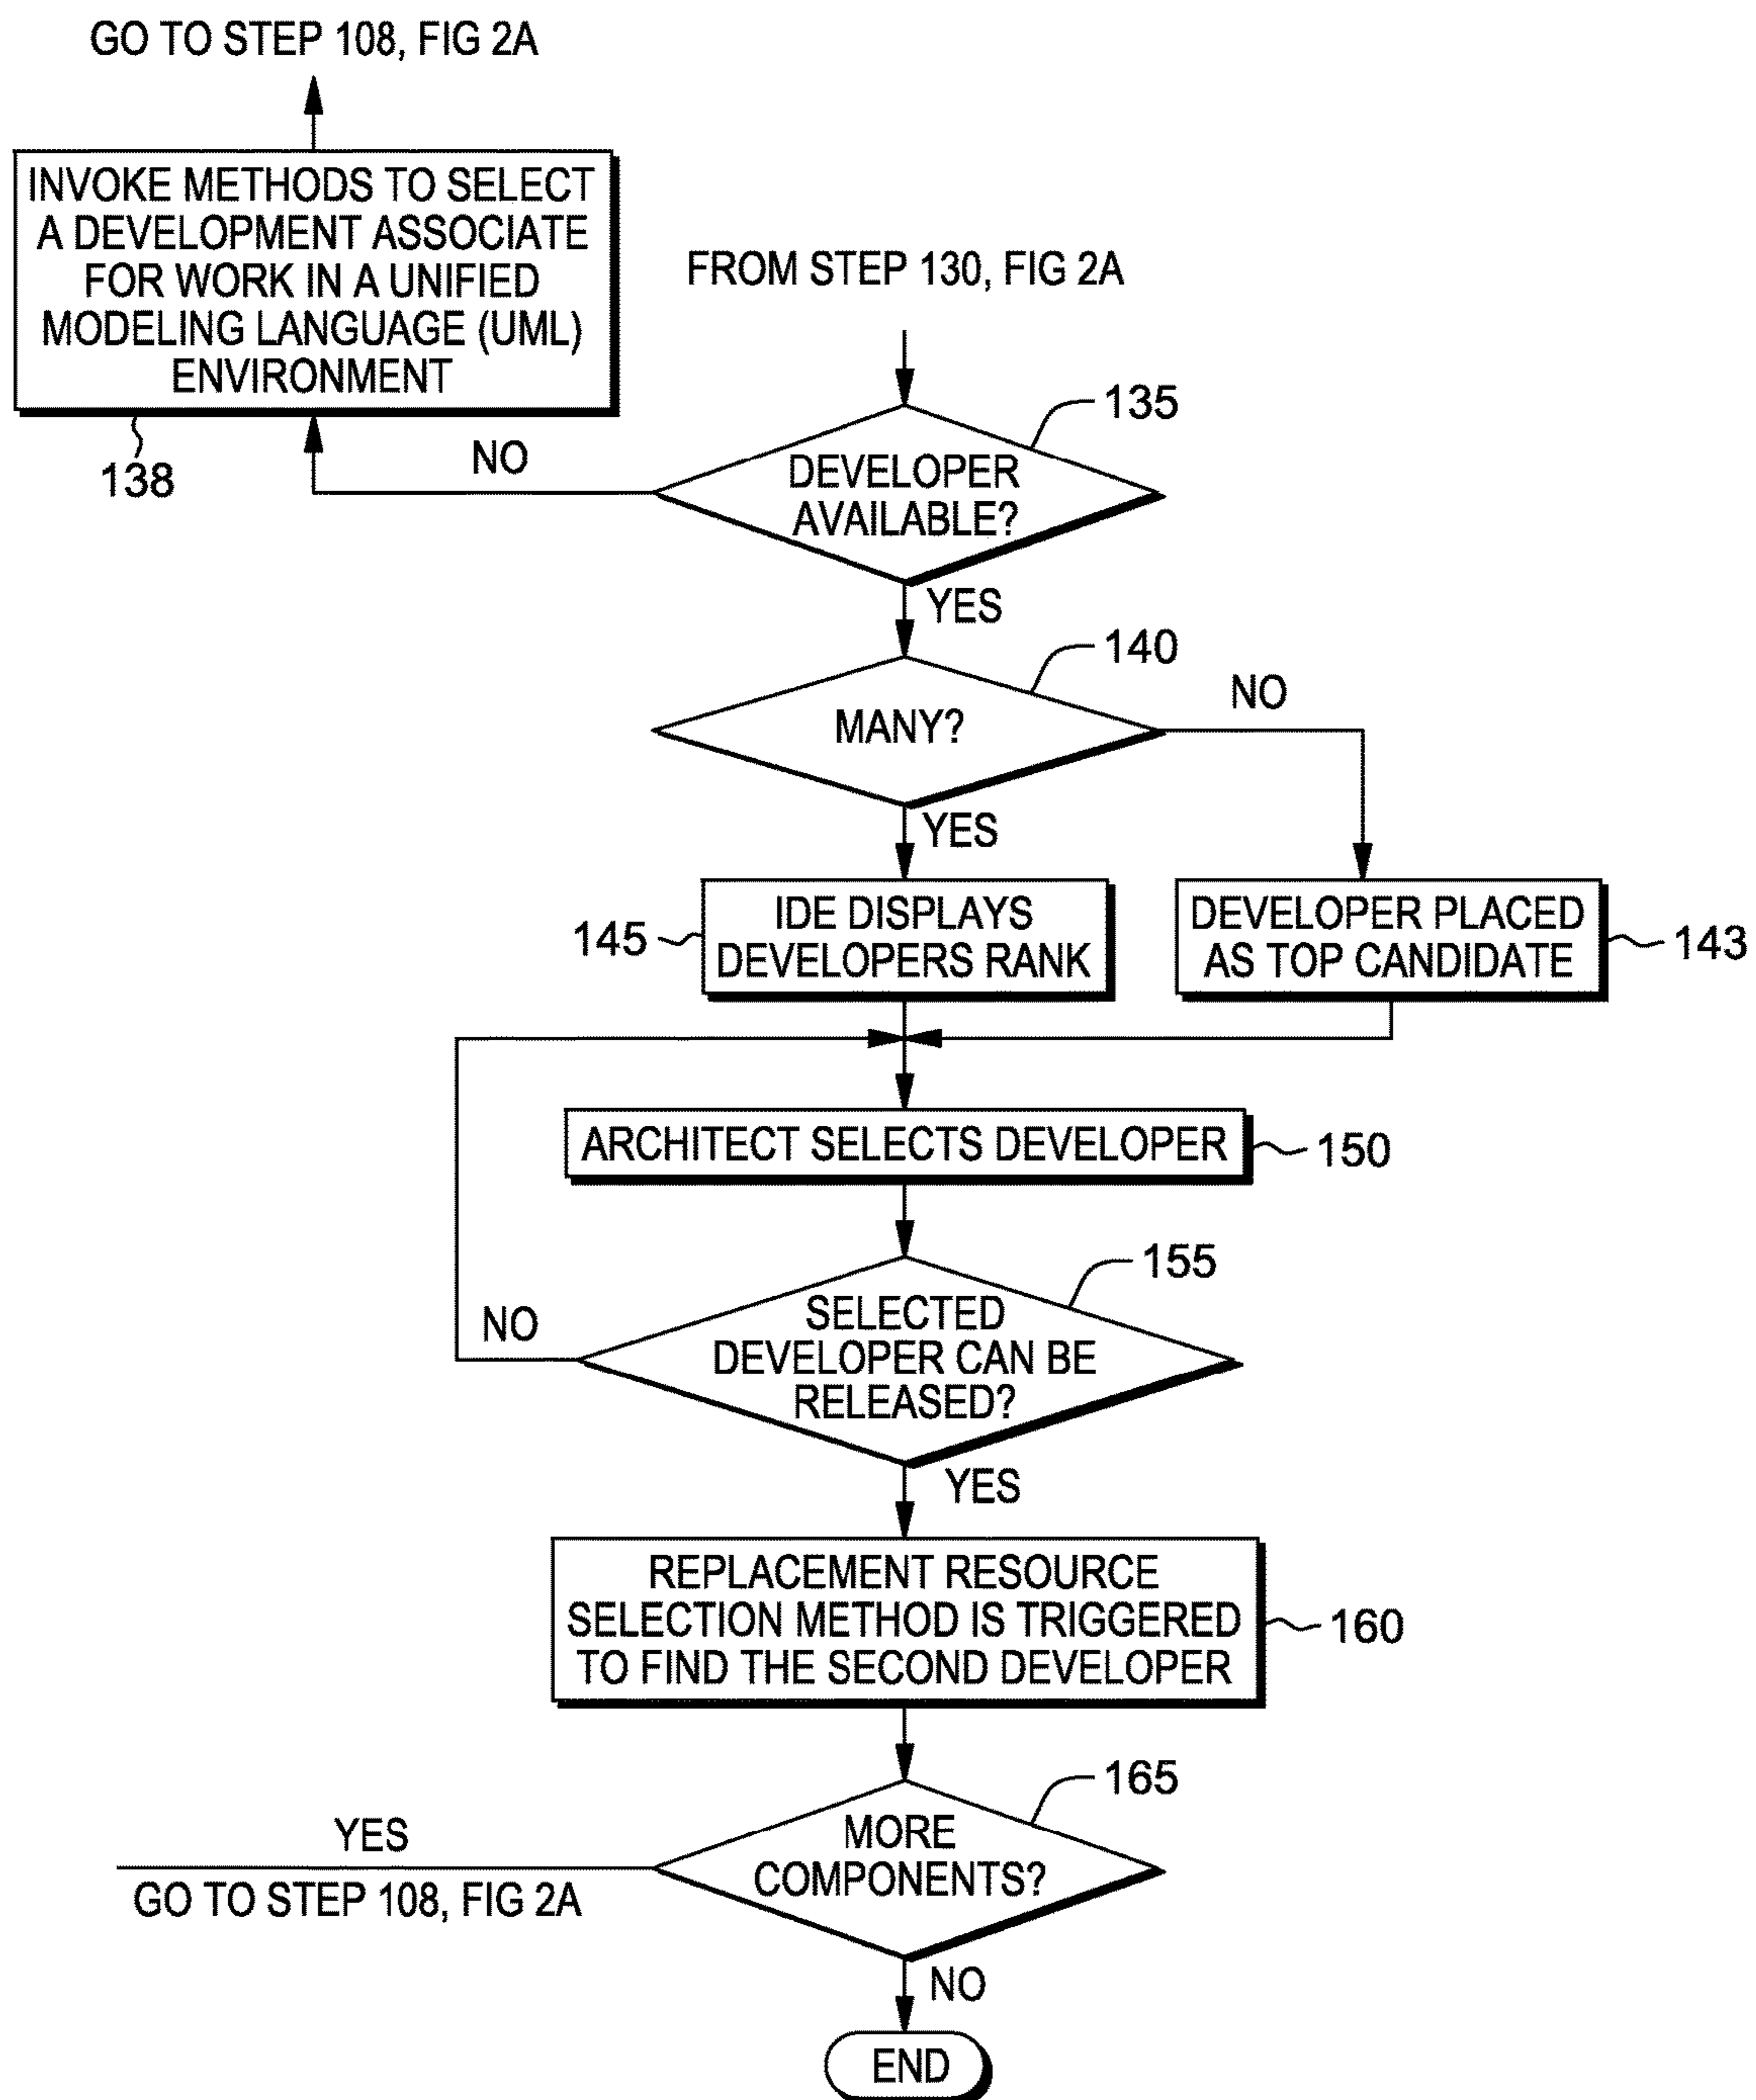 GO TO STEP 108, FIG 2A
INVOKE METHODS TO SELECT
A DEVELOPMENT ASSOCIATE
FOR WORK IN A UNIFIED
MODELING LANGUAGE (UML)
ENVIRONMENT
138
FROM STEP 130, FIG 2A
135
NO
DEVELOPER
AVAILABLE?
YES
140
NO
MANY?
YES
145
IDE DISPLAYS
DEVELOPERS RANK
DEVELOPER PLACED
AS TOP CANDIDATE
143
ARCHITECT SELECTS DEVELOPER
150
155
NO
SELECTED
DEVELOPER CAN BE
RELEASED?
YES
REPLACEMENT RESOURCE
SELECTION METHOD IS TRIGGERED
TO FIND THE SECOND DEVELOPER
160
165
YES
GO TO STEP 108, FIG 2A
MORE
COMPONENTS?
NO
END